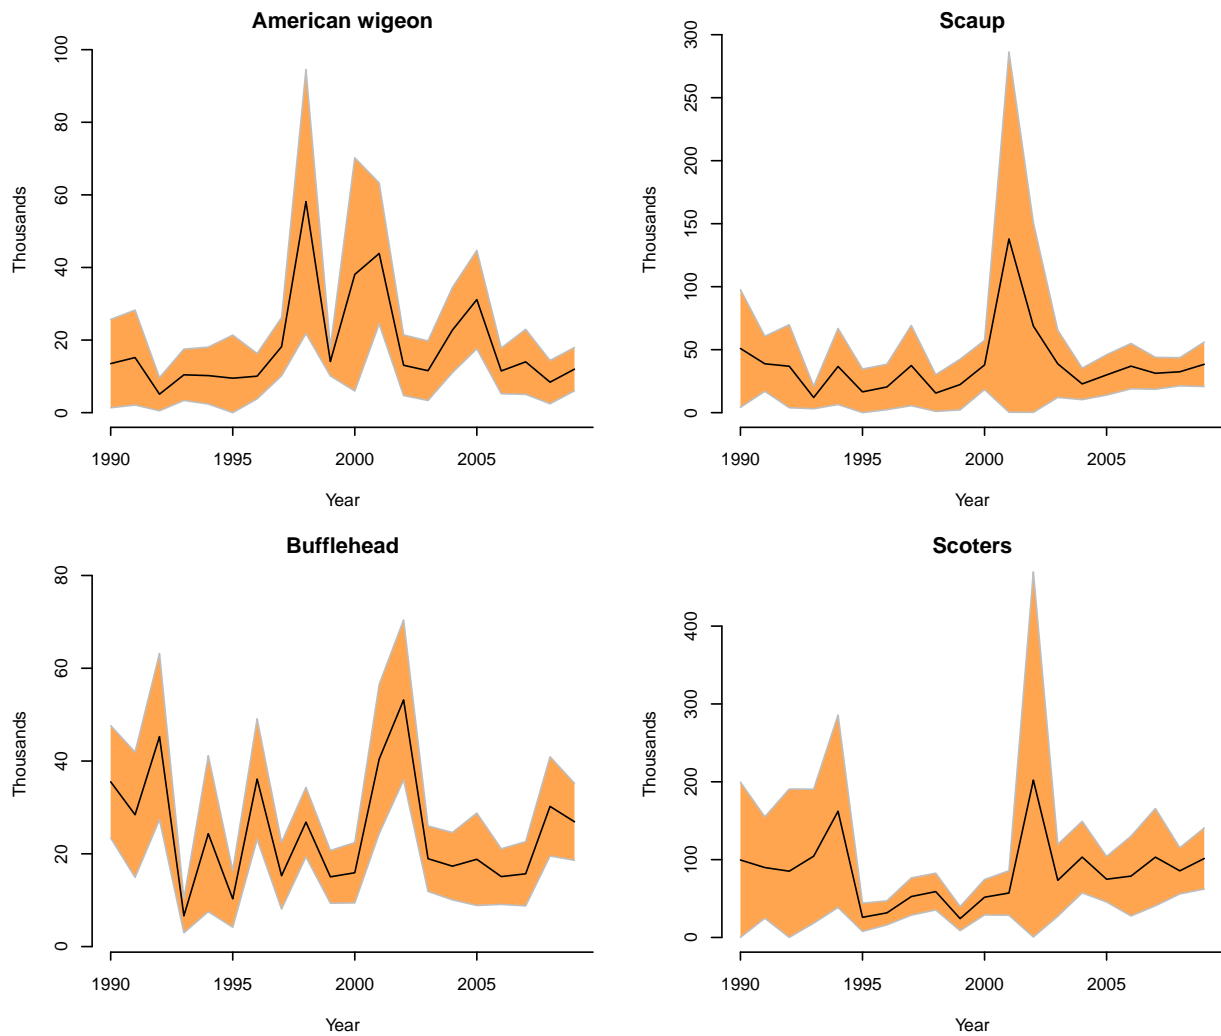 American wigeon
Thousands
0 20 40 60 80 100
1990 1995 2000 2005
Year
Scaup
Thousands
0 50 100 150 200 250 300
1990 1995 2000 2005
Year
Bufflehead
Thousands
0 20 40 60 80
1990 1995 2000 2005
Year
Scoters
Thousands
0 100 200 300 400
1990 1995 2000 2005
Year